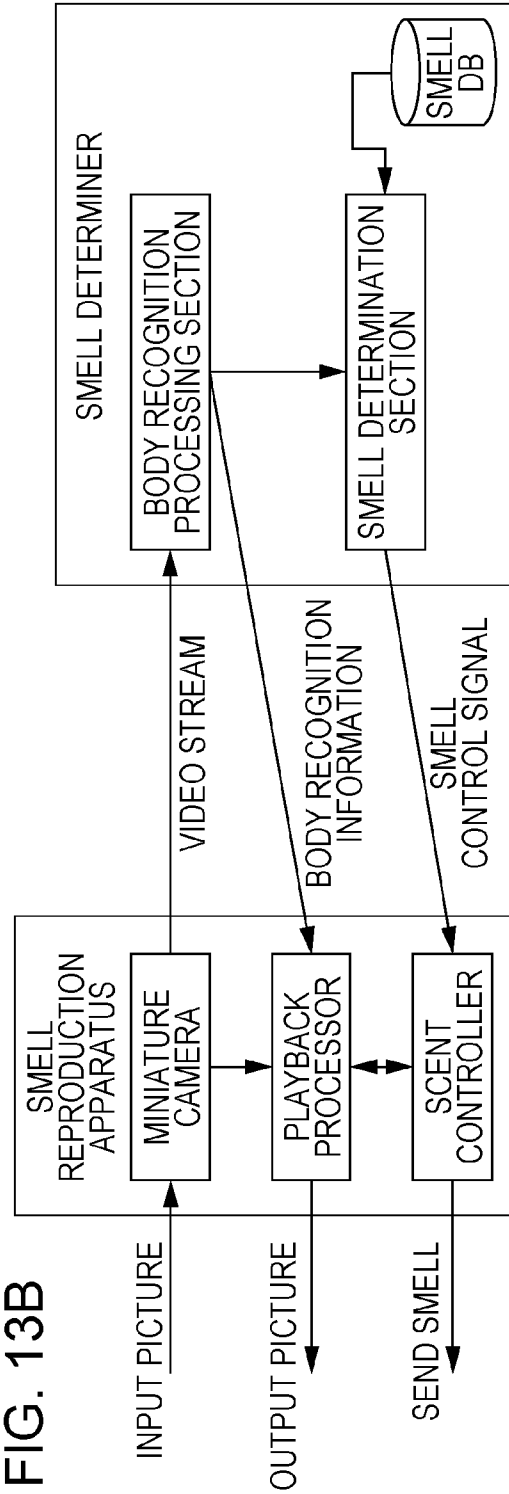 FIG. 13B
INPUT PICTURE
OUTPUT PICTURE
SEND SMELL
SMELL
REPRODUCTION
APPARATUS
MINIATURE
CAMERA
PLAYBACK
PROCESSOR
SCENT
CONTROLLER
VIDEO STREAM
BODY RECOGNITION
INFORMATION
SMELL
CONTROL SIGNAL
SMELL DETERMINER
BODY RECOGNITION
PROCESSING SECTION
SMELL DETERMINATION
SECTION
SMELL
DB